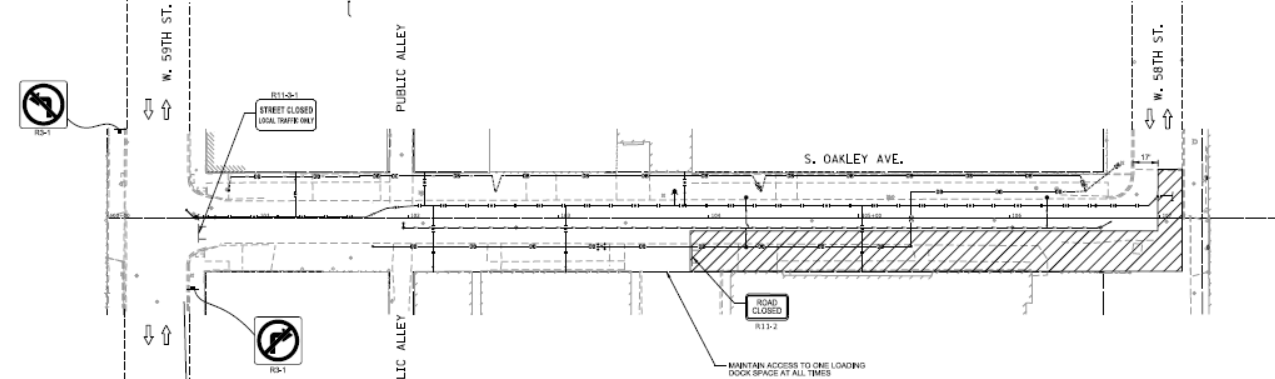 W. 59TH ST.
PUBLIC ALLEY
W. 58TH ST.
R3-1
R11-3-1
STREET CLOSED
LOCAL TRAFFIC ONLY
S. OAKLEY AVE.
17'
ROAD
CLOSED
R11-2
R3-1
LIC ALLEY
MAINTAIN ACCESS TO ONE LOADING
DOCK SPACE AT ALL TIMES